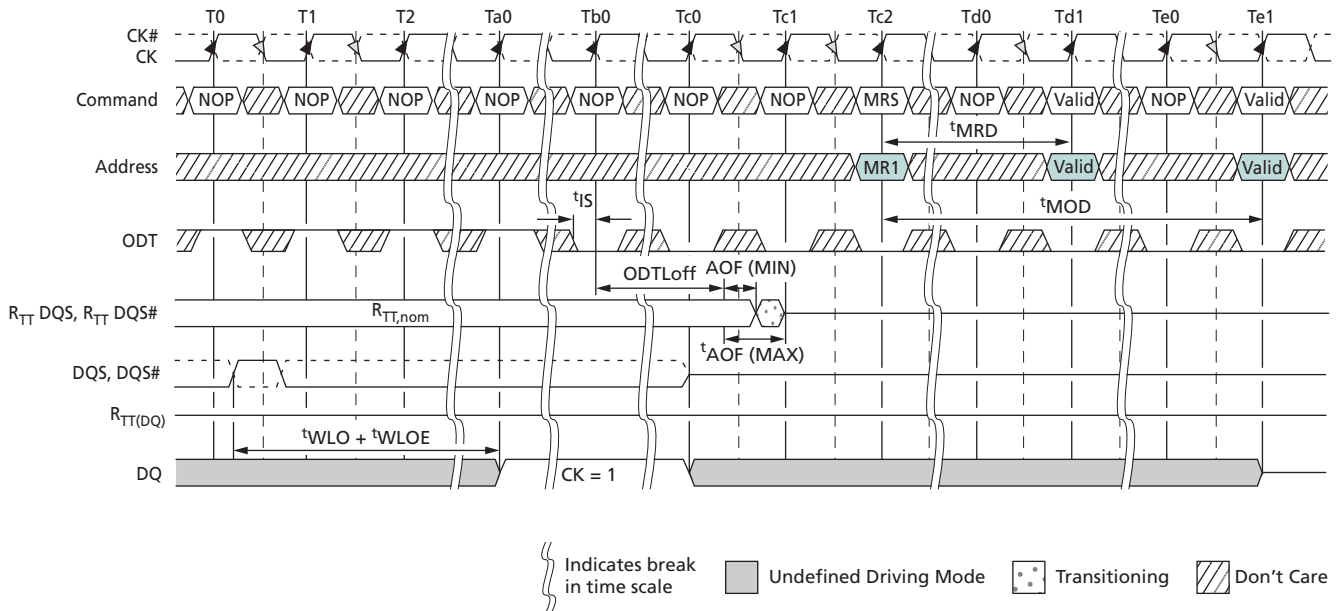 T0 T1 T2 Ta0 Tb0 Tc0 Tc1 Tc2 Td0 Td1 Te0 Te1
CK#
CK
Command NOP NOP NOP NOP NOP NOP NOP MRS NOP Valid NOP Valid
tMRD
Address MR1 Valid Valid
tIS tMOD
ODT
ODTLoff AOF (MIN)
RTT DQS, RTT DQS# RTT,nom
tAOF (MAX)
DQS, DQS#
RTT(DQ)
tWLO + tWLOE
DQ CK = 1
Indicates break
in time scale
Undefined Driving Mode Transitioning Don't Care